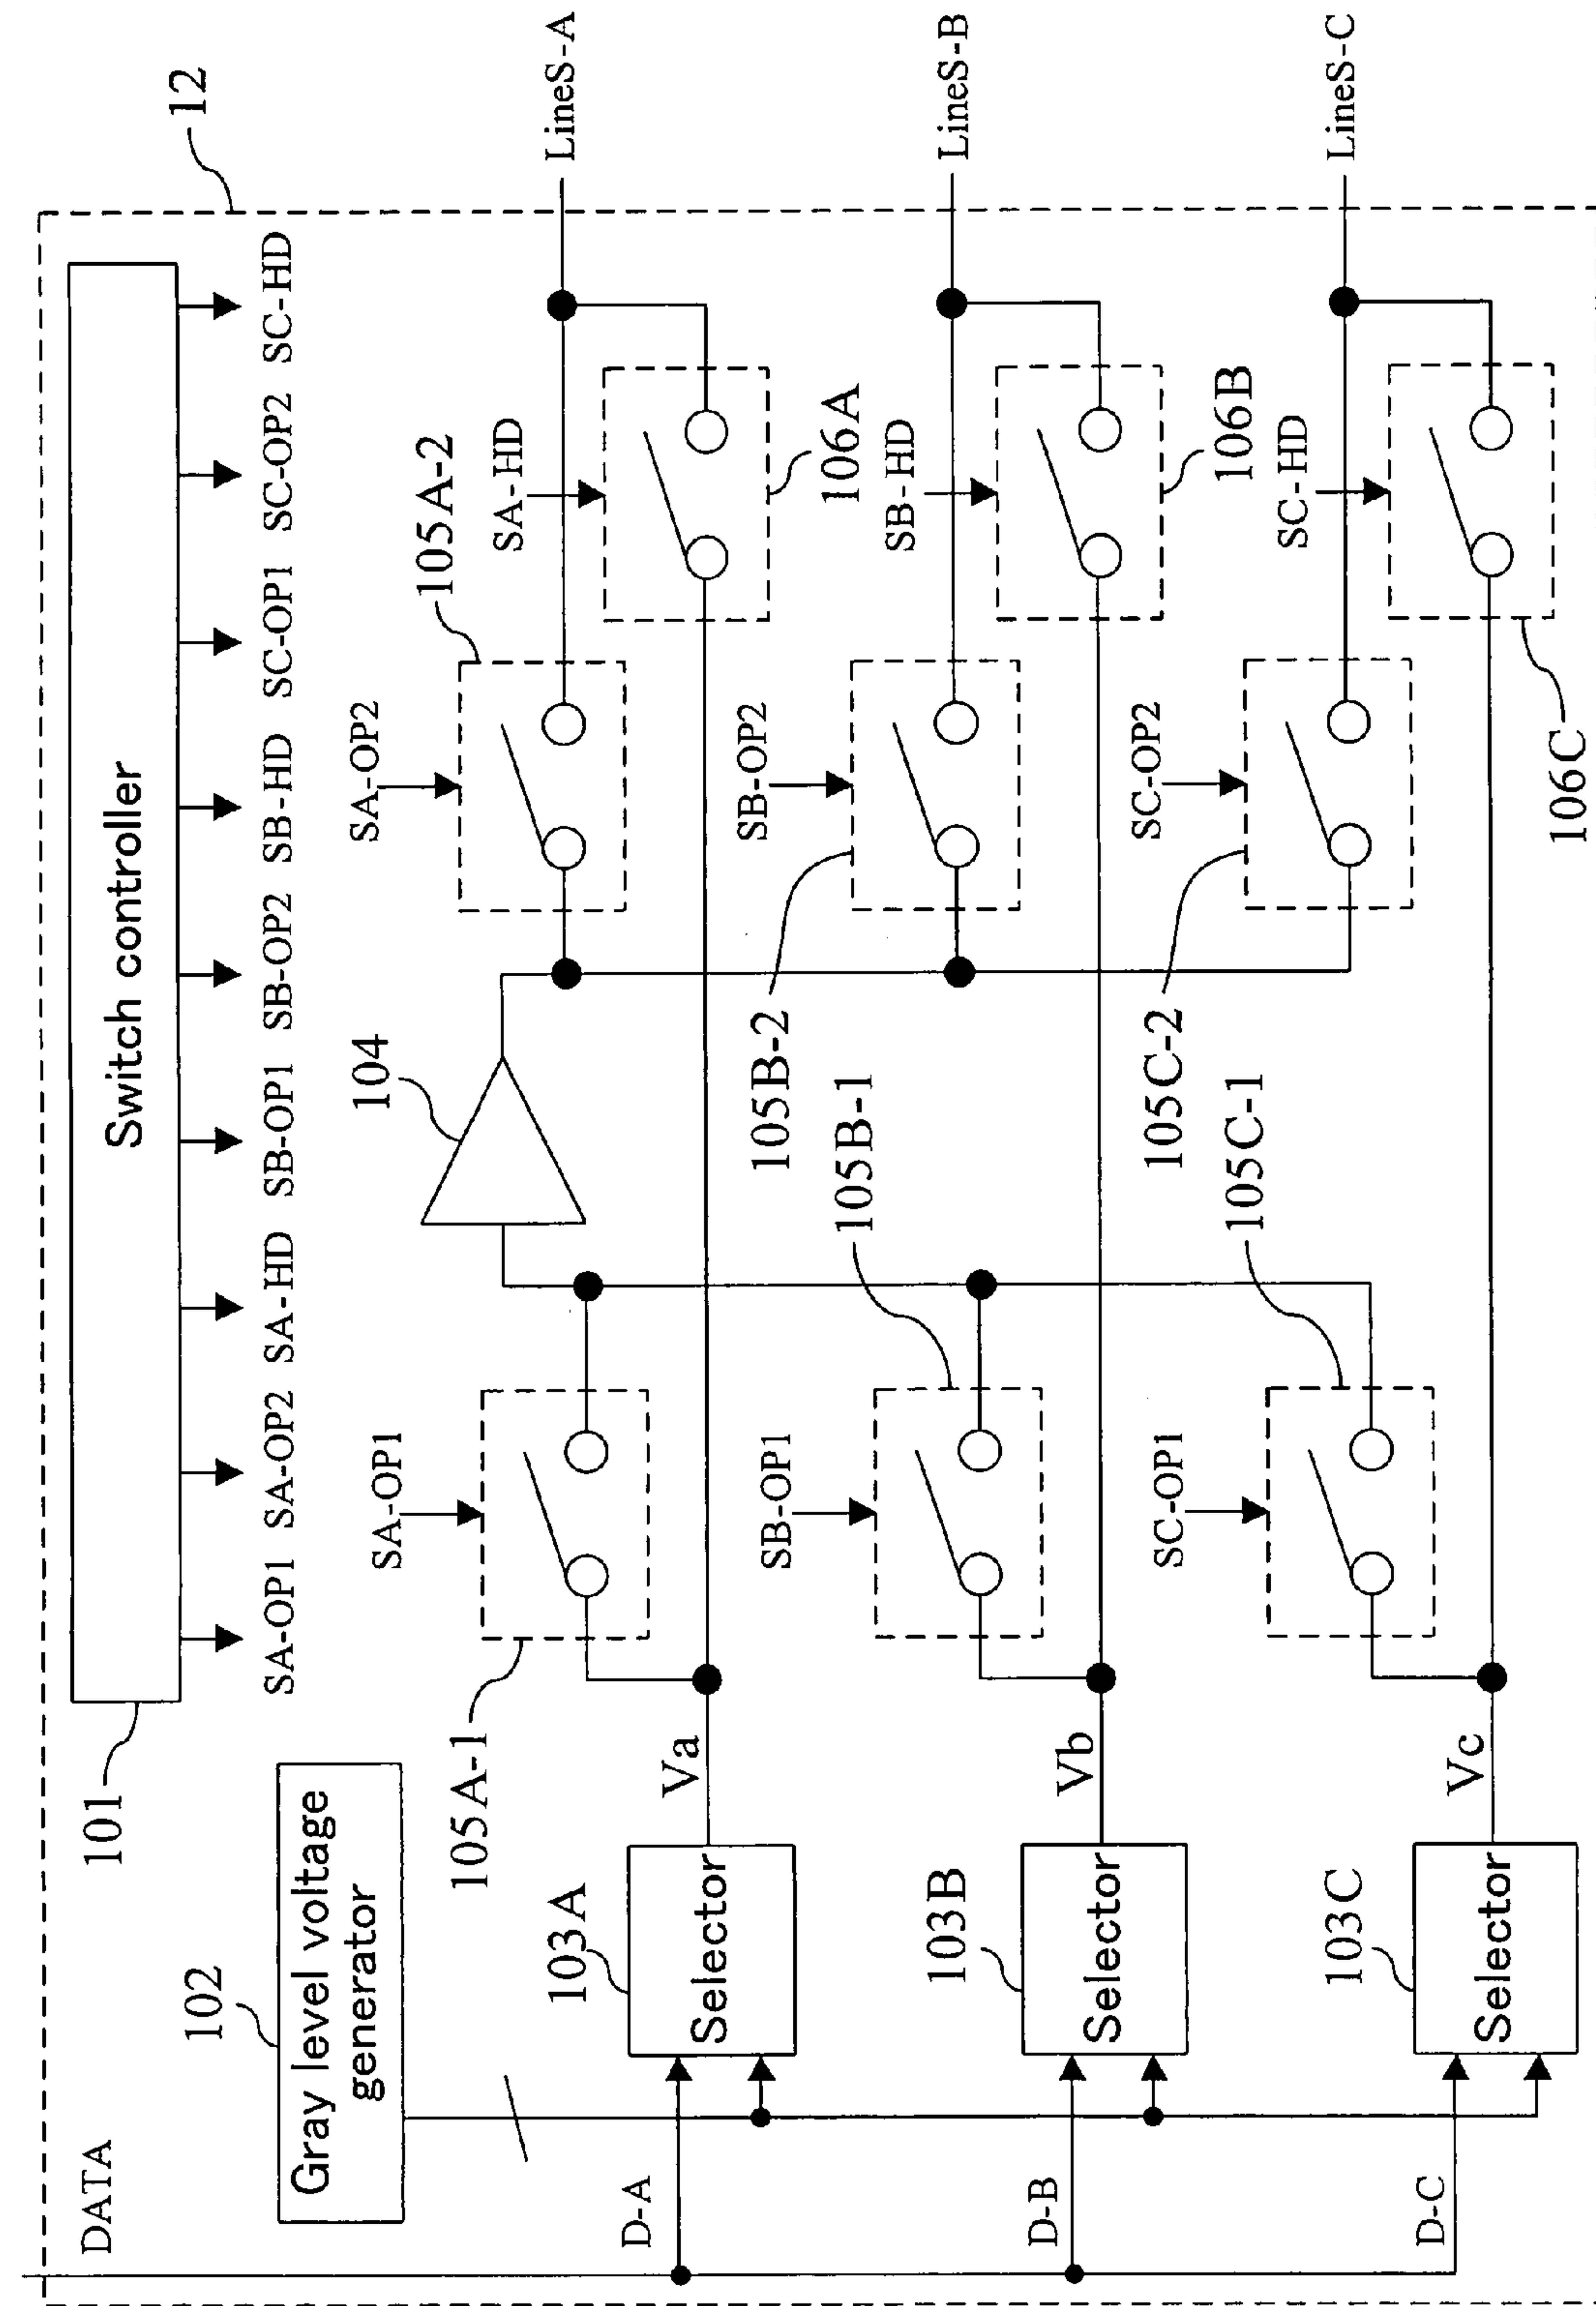 12
DATA
101
Switch controller
SA-OP1 SA-OP2 SA-HD SB-OP1 SB-OP2 SB-HD SC-OP1 SC-OP2 SC-HD
102
Gray level voltage
generator
104
SA-OP1
SA-OP2
105A-1
105A-2
SA-HD
LineS-A
D-A
103A
Selector
Va
106A
SB-OP1
SB-OP2
105B-1
105B-2
SB-HD
LineS-B
D-B
103B
Selector
Vb
106B
SC-OP1
SC-OP2
105C-1
105C-2
SC-HD
LineS-C
D-C
103C
Selector
Vc
106C